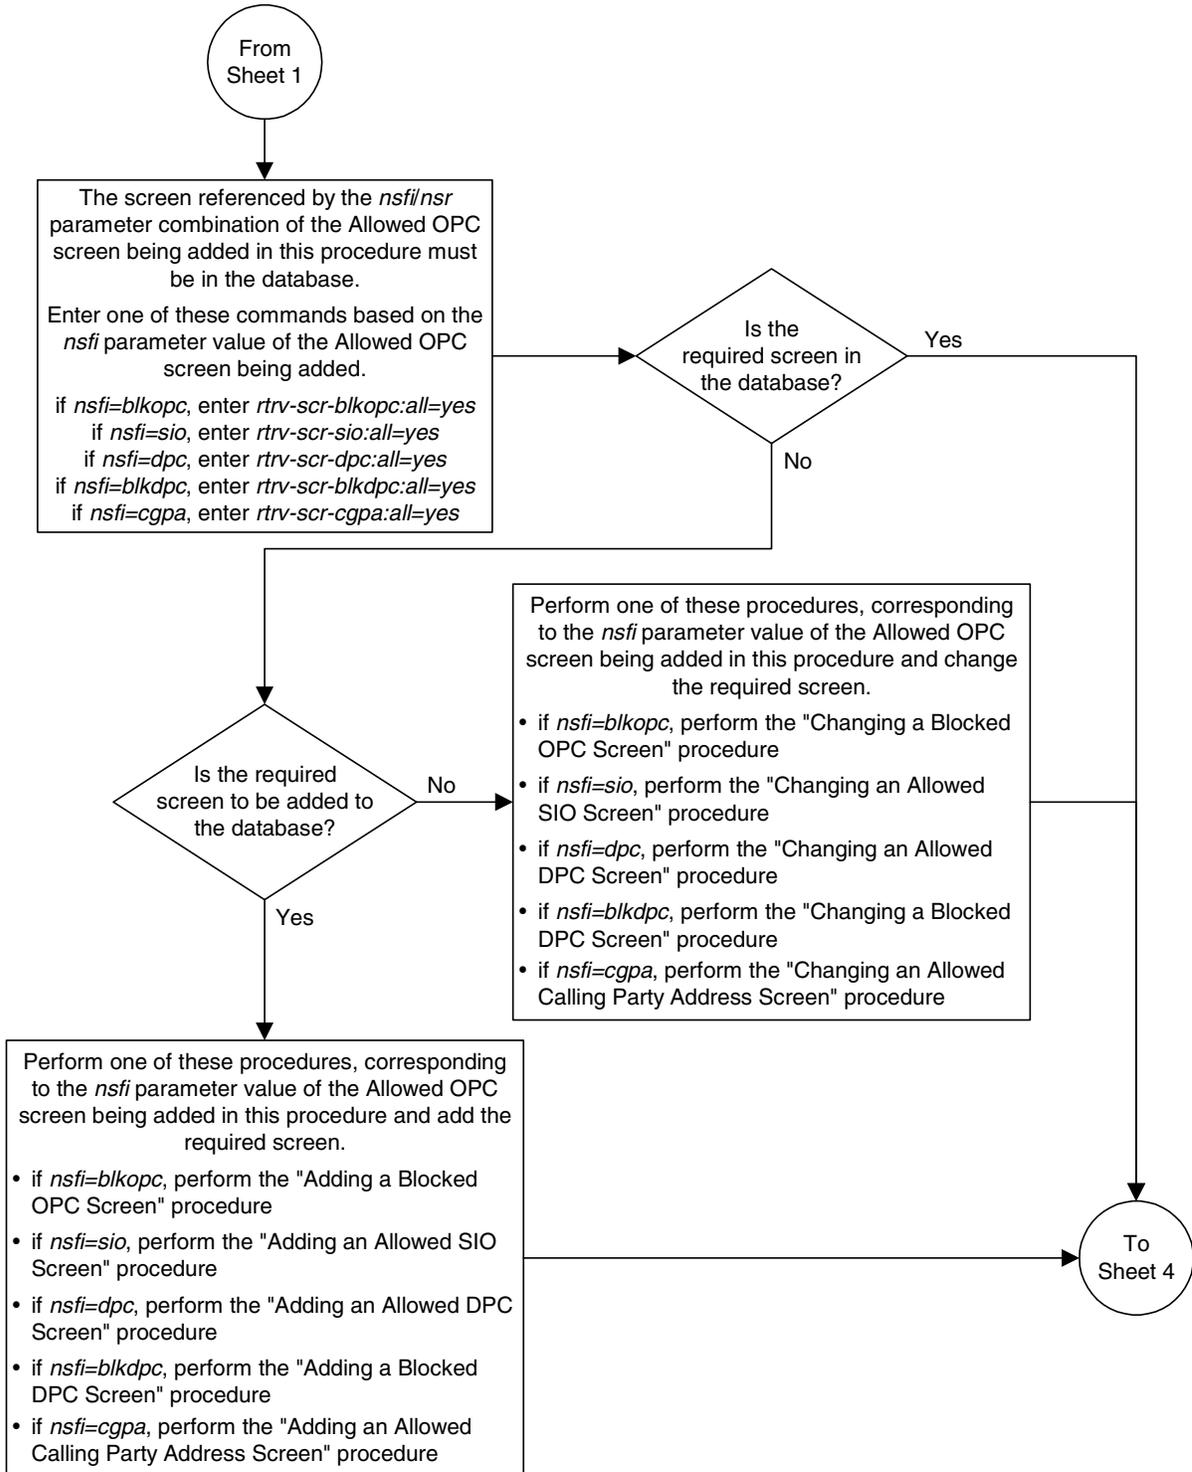 From
Sheet 1
The screen referenced by the nsfi/nsr
parameter combination of the Allowed OPC
screen being added in this procedure must
be in the database.
Enter one of these commands based on the
nsfi parameter value of the Allowed OPC
screen being added.
if nsfi=blkopc, enter rtrv-scr-blkopc:all=yes
if nsfi=sio, enter rtrv-scr-sio:all=yes
if nsfi=dpc, enter rtrv-scr-dpc:all=yes
if nsfi=blkdpc, enter rtrv-scr-blkdpc:all=yes
if nsfi=cgpa, enter rtrv-scr-cgpa:all=yes
Is the
required screen in
the database?
Yes
No
Is the required
screen to be added to
the database?
No
Yes
Perform one of these procedures, corresponding
to the nsfi parameter value of the Allowed OPC
screen being added in this procedure and change
the required screen.
• if nsfi=blkopc, perform the "Changing a Blocked
OPC Screen" procedure
• if nsfi=sio, perform the "Changing an Allowed
SIO Screen" procedure
• if nsfi=dpc, perform the "Changing an Allowed
DPC Screen" procedure
• if nsfi=blkdpc, perform the "Changing a Blocked
DPC Screen" procedure
• if nsfi=cgpa, perform the "Changing an Allowed
Calling Party Address Screen" procedure
Perform one of these procedures, corresponding
to the nsfi parameter value of the Allowed OPC
screen being added in this procedure and add the
required screen.
• if nsfi=blkopc, perform the "Adding a Blocked
OPC Screen" procedure
• if nsfi=sio, perform the "Adding an Allowed SIO
Screen" procedure
• if nsfi=dpc, perform the "Adding an Allowed DPC
Screen" procedure
• if nsfi=blkdpc, perform the "Adding a Blocked
DPC Screen" procedure
• if nsfi=cgpa, perform the "Adding an Allowed
Calling Party Address Screen" procedure
To
Sheet 4